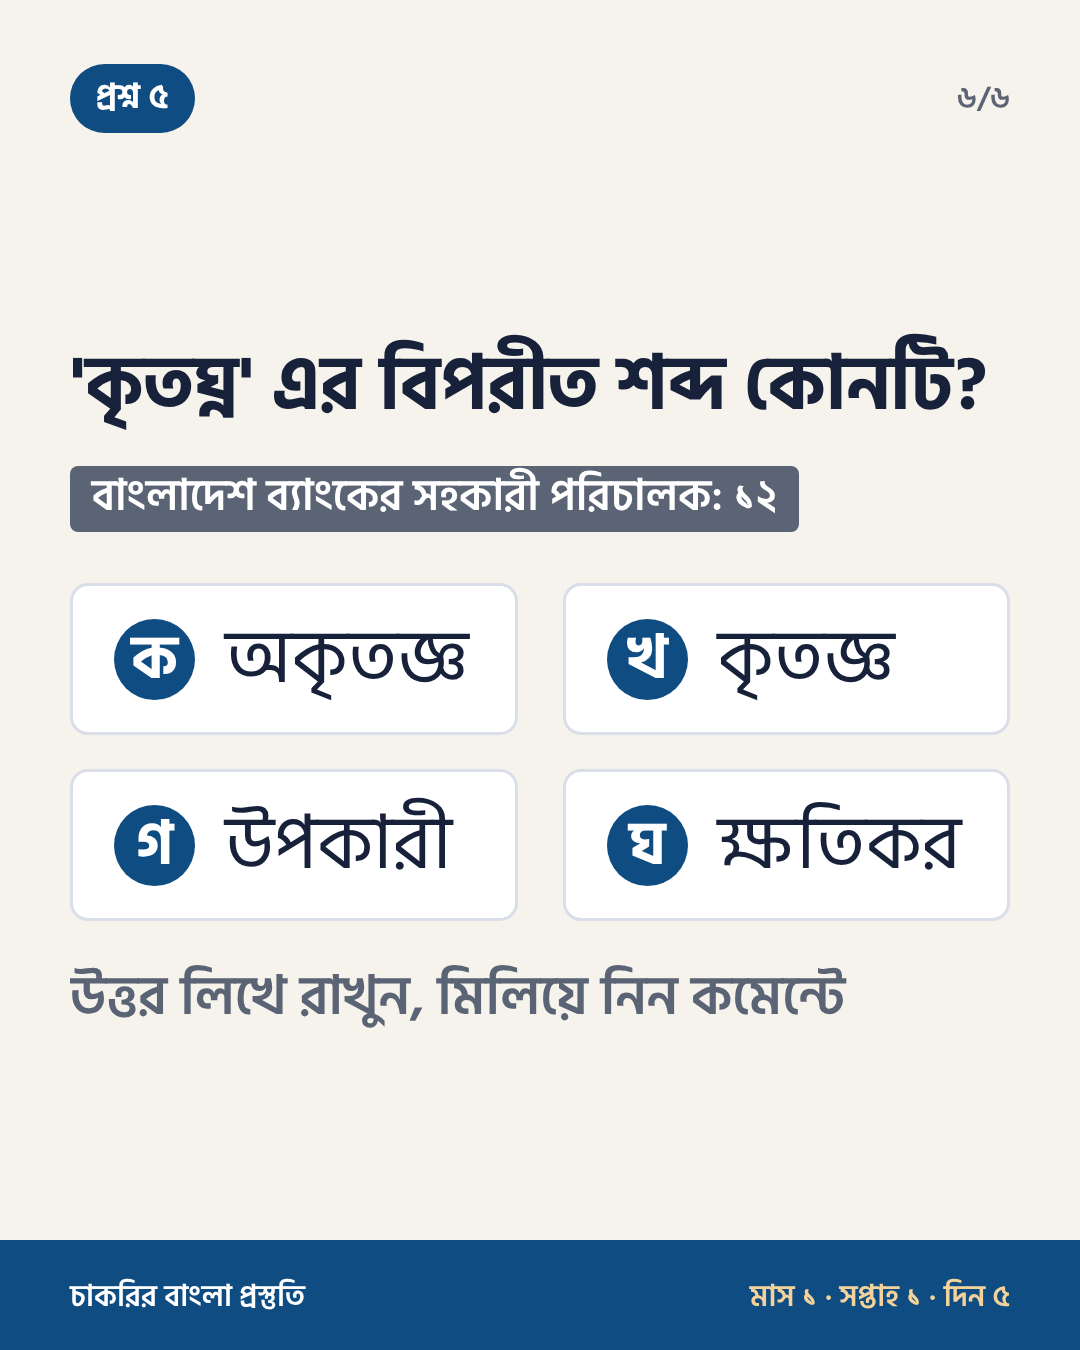 প্রশ্ন ৫
৬/৬
'কৃতঘ্ন' এর বিপরীত শব্দ কোনটি?
বাংলাদেশ ব্যাংকের সহকারী পরিচালক: ১২
ক অকৃতজ্ঞ
খ কৃতজ্ঞ
গ উপকারী
ঘ ক্ষতিকর
উত্তর লিখে রাখুন, মিলিয়ে নিন কমেন্টে
চাকরির বাংলা প্রস্তুতি
মাস ১ · সপ্তাহ ১ · দিন ৫